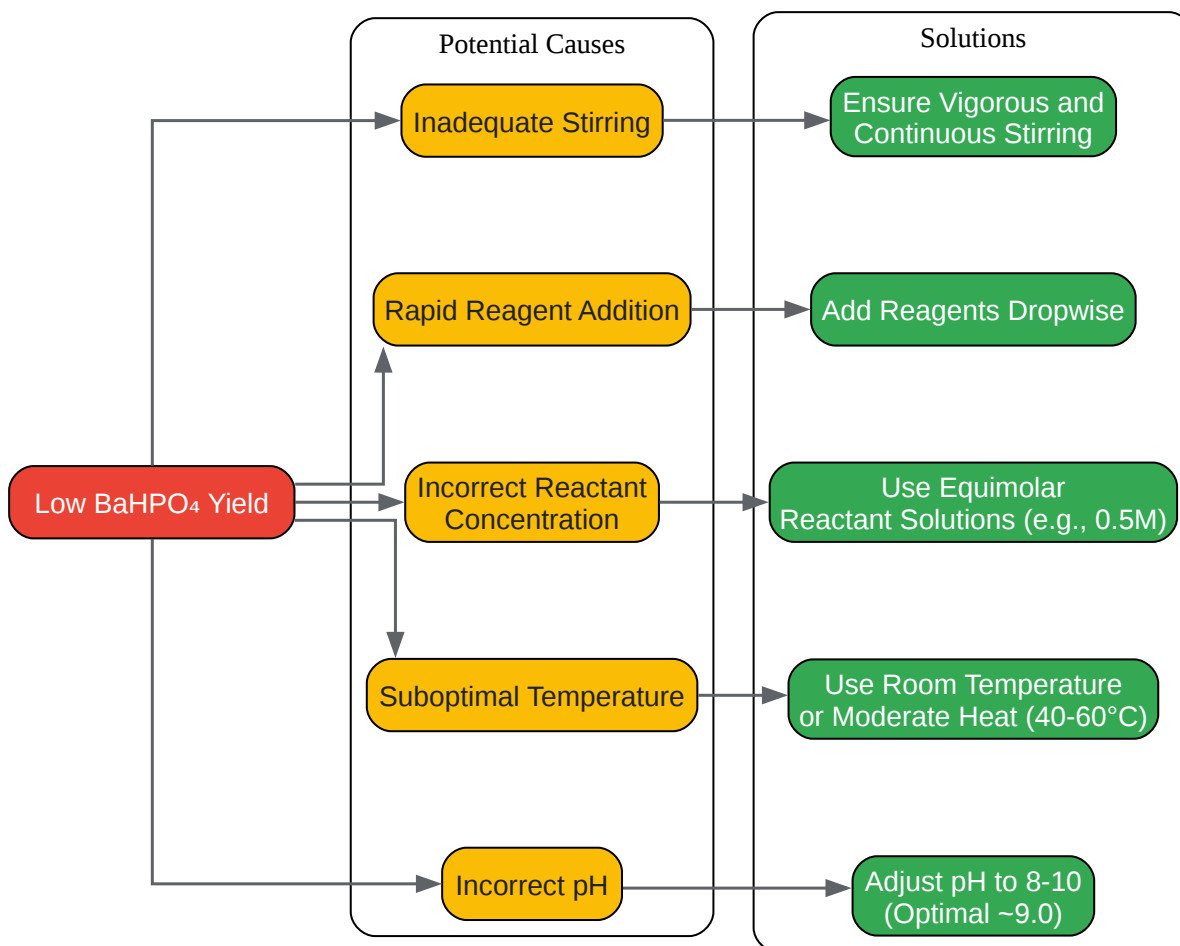 Potential Causes
Solutions
Inadequate Stirring
Ensure Vigorous and
Continuous Stirring
Rapid Reagent Addition
Add Reagents Dropwise
Low BaHPO₄ Yield
Incorrect Reactant
Concentration
Use Equimolar
Reactant Solutions (e.g., 0.5M)
Suboptimal Temperature
Use Room Temperature
or Moderate Heat (40-60°C)
Incorrect pH
Adjust pH to 8-10
(Optimal ~9.0)